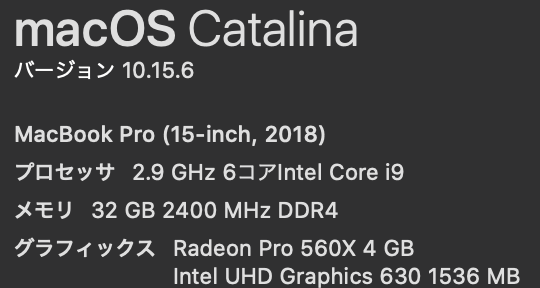 macOS Catalina
バージョン 10.15.6
MacBook Pro (15-inch, 2018)
プロセッサ 2.9 GHz 6コアIntel Core i9
メモリ 32 GB 2400 MHz DDR4
グラフィックス Radeon Pro 560X 4 GB
Intel UHD Graphics 630 1536 MB